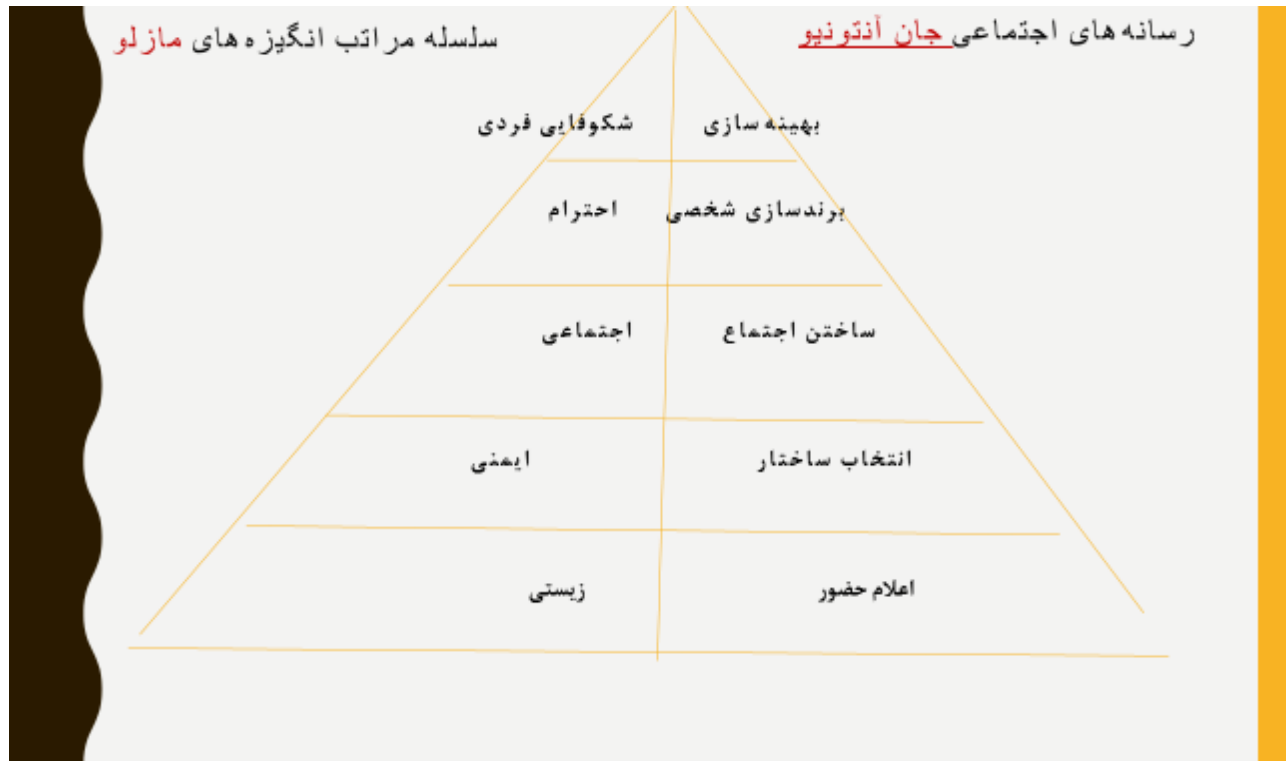 رسانه های اجتماعی جان آنتونیو
سلسله مراتب انگیزه های مازلو
بهینه سازی
شکوفایی فردی
برندسازی شخصی
احترام
ساختن اجتماع
اجتماعی
انتخاب ساختار
ایمنی
اعلام حضور
زیستی